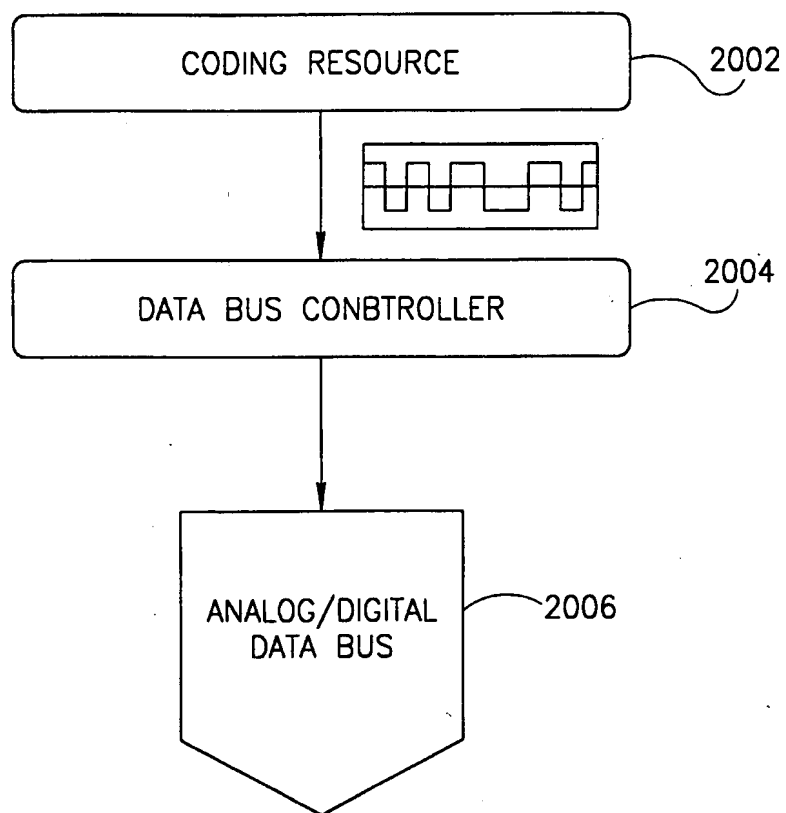 CODING RESOURCE
2002
2004
DATA BUS CONBTROLLER
ANALOG/DIGITAL
DATA BUS
2006